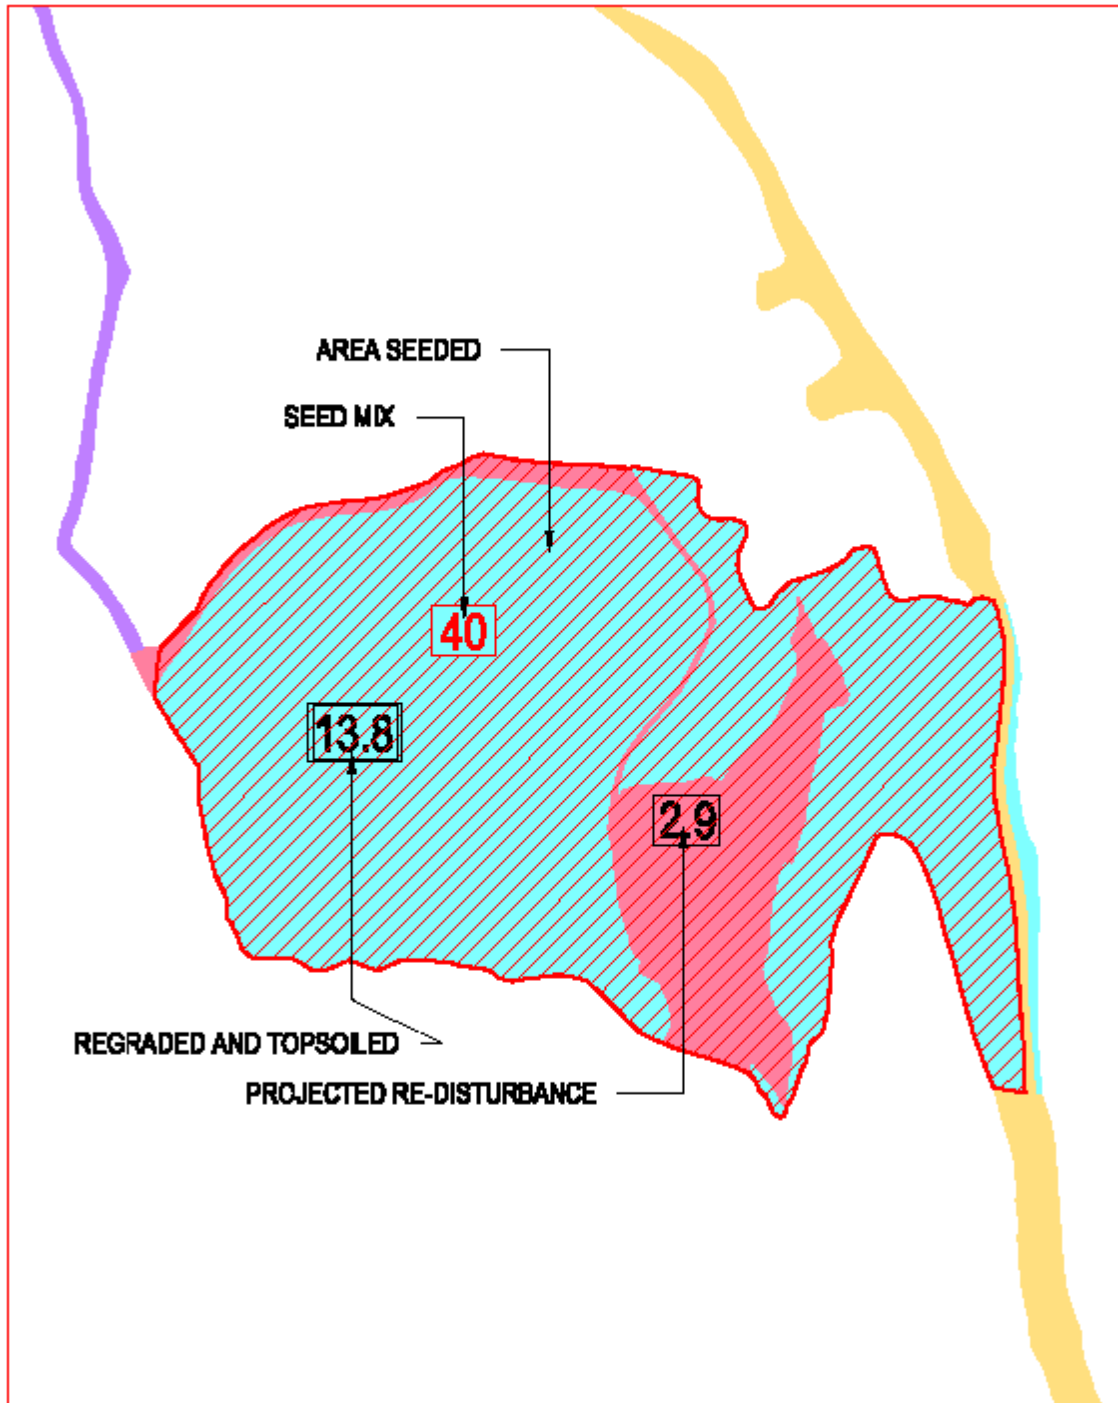 AREA SEEDED
SEED MIX
40
13.8
2.9
REGRADED AND TOPSOILED
PROJECTED RE-DISTURBANCE